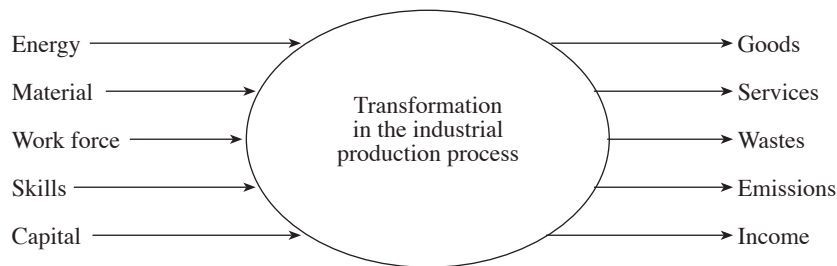 Energy
Material
Work force
Skills
Capital
Transformation
in the industrial
production process
Goods
Services
Wastes
Emissions
Income